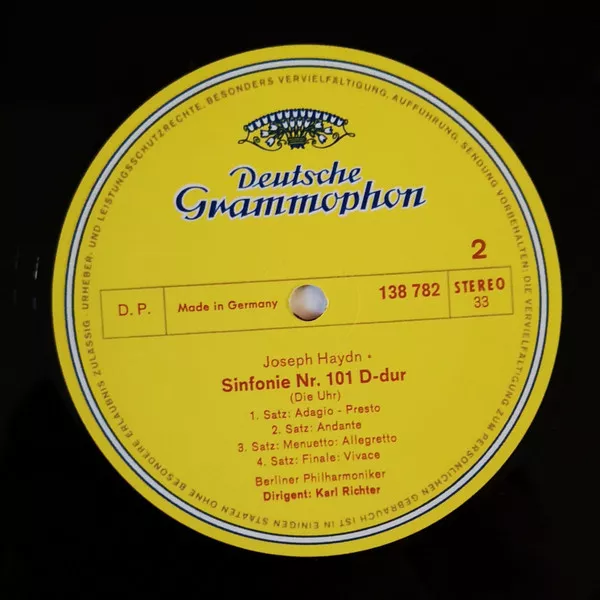 URHEBER- UND LEISTUNGSSCHUTZRECHTE, BESONDERS VERVIELFÄLTIGUNG, AUFFÜHRUNG, SENDUNG VORBEHALTEN; DIE VERVIELFÄLTIGUNG ZUM PERSÖNLICHEN GEBRAUCH IST IN EINIGEN STAATEN OHNE BESONDERE ERLAUBNIS ZULÄSSIG ·
Deutsche
Grammophon
2
D. P. Made in Germany 138 782 STEREO
33
Joseph Haydn •
Sinfonie Nr. 101 D-dur
(Die Uhr)
1. Satz: Adagio - Presto
2. Satz: Andante
3. Satz: Menuetto: Allegretto
4. Satz: Finale: Vivace
Berliner Philharmoniker
Dirigent: Karl Richter